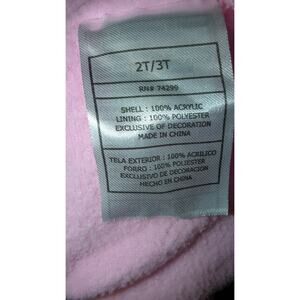 2T/3T
RN# 74299
SHELL : 100% ACRYLIC
LINING : 100% POLYESTER
EXCLUSIVE OF DECORATION
MADE IN CHINA
TELA EXTERIOR : 100% ACRILICO
FORRO : 100% POLIESTER
EXCLUSIVO DE DECORACION
HECHO EN CHINA